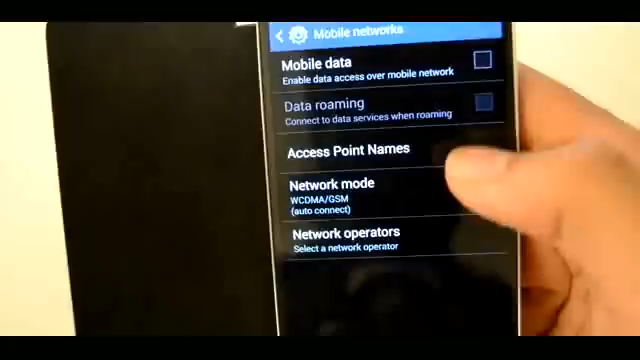 Mobile networks
Mobile data
Enable data access over mobile network
Data roaming
Connect to data services when roaming
Access Point Names
Network mode
WCDMA/GSM
(auto connect)
Network operators
Select a network operator